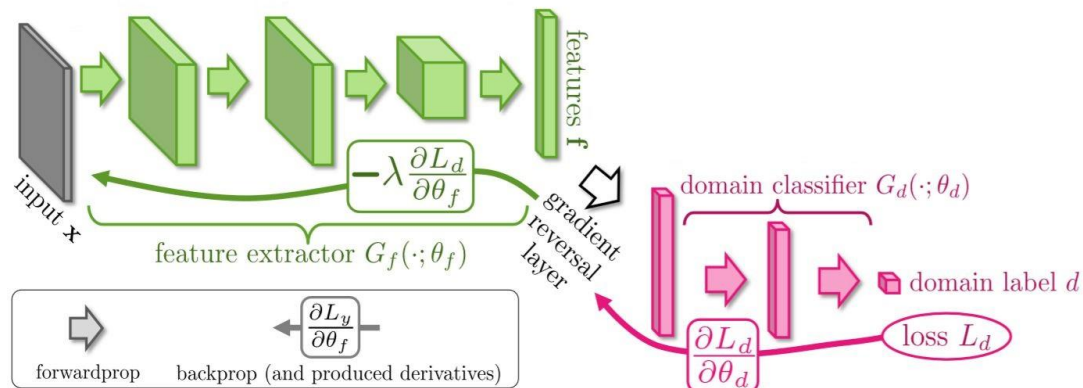 input x
features f
−λ ∂L_d/∂θ_f
feature extractor G_f(·; θ_f)
gradient
reversal
layer
domain classifier G_d(·; θ_d)
domain label d
loss L_d
∂L_d/∂θ_d
∂L_y/∂θ_f
forwardprop
backprop (and produced derivatives)